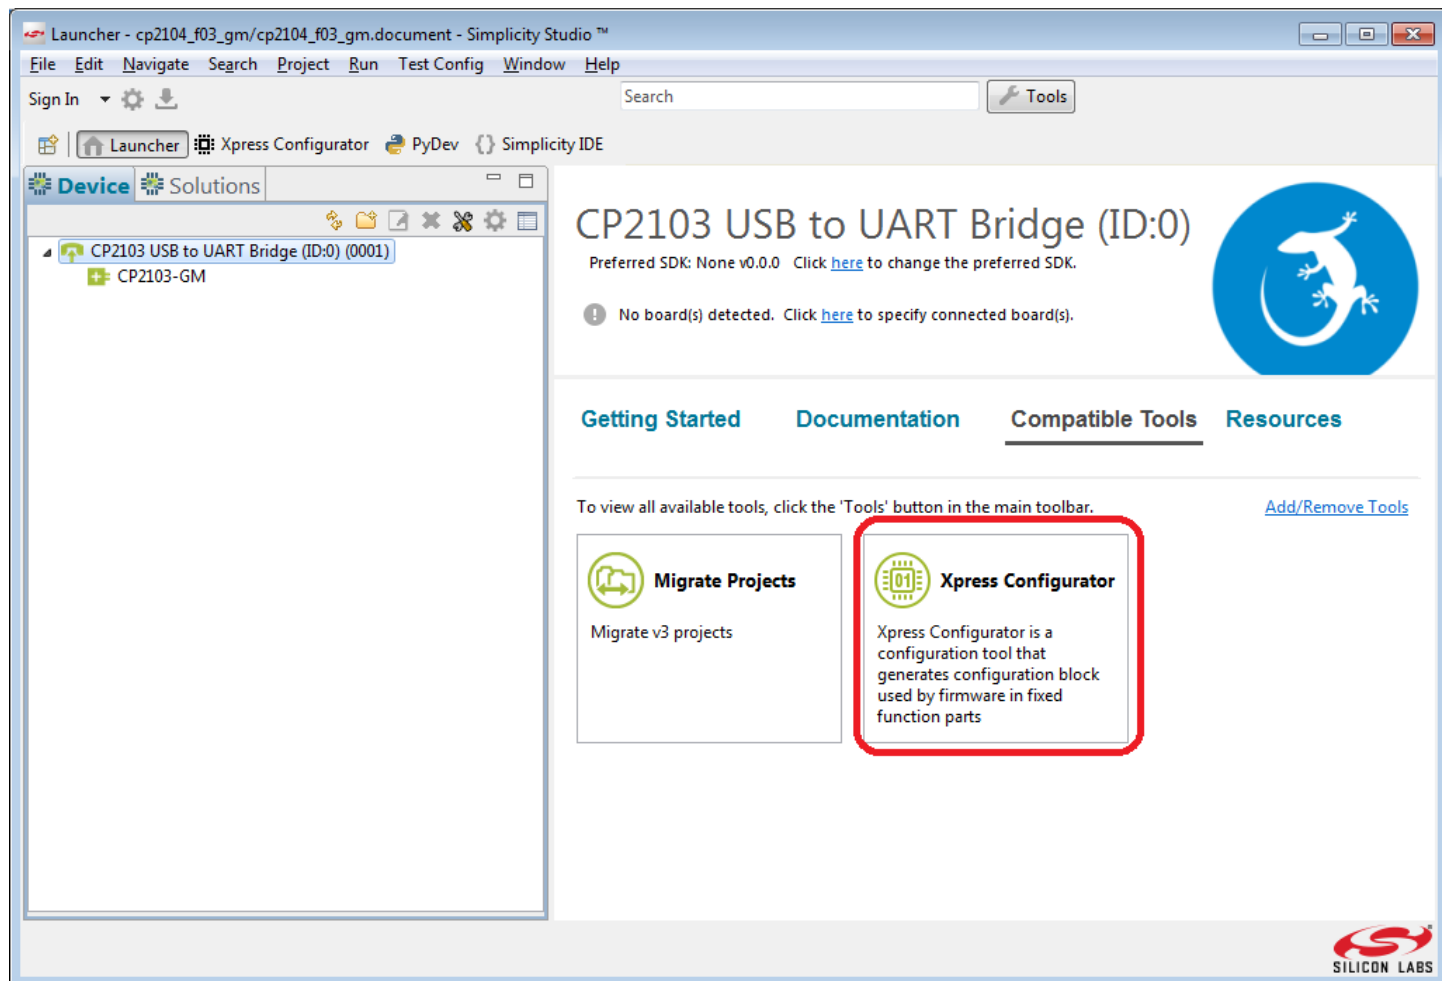 Launcher - cp2104_f03_gm/cp2104_f03_gm.document - Simplicity Studio ™
File Edit Navigate Search Project Run Test Config Window Help
Sign In
Search
Tools
Launcher Xpress Configurator PyDev {} Simplicity IDE
Device Solutions
CP2103 USB to UART Bridge (ID:0) (0001)
CP2103-GM
CP2103 USB to UART Bridge (ID:0)
Preferred SDK: None v0.0.0 Click here to change the preferred SDK.
No board(s) detected. Click here to specify connected board(s).
Getting Started Documentation Compatible Tools Resources
To view all available tools, click the 'Tools' button in the main toolbar.
Add/Remove Tools
Migrate Projects
Migrate v3 projects
01
Xpress Configurator
Xpress Configurator is a
configuration tool that
generates configuration block
used by firmware in fixed
function parts
SILICON LABS